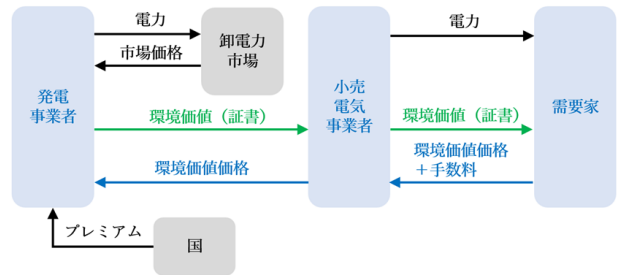 電力
市場価格
卸電力
市場
電力
発電
事業者
小売
電気
事業者
需要家
環境価値（証書）
環境価値（証書）
環境価値価格
環境価値価格
＋手数料
プレミアム
国